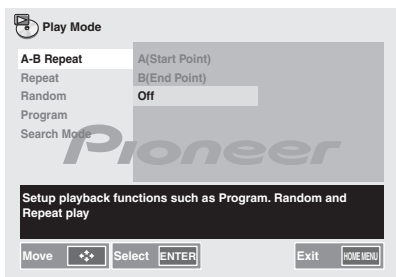 Play Mode
A-B Repeat A(Start Point)
Repeat B(End Point)
Random Off
Program
Search Mode
Pioneer
Setup playback functions such as Program. Random and
Repeat play
Move Select ENTER Exit HOME MENU